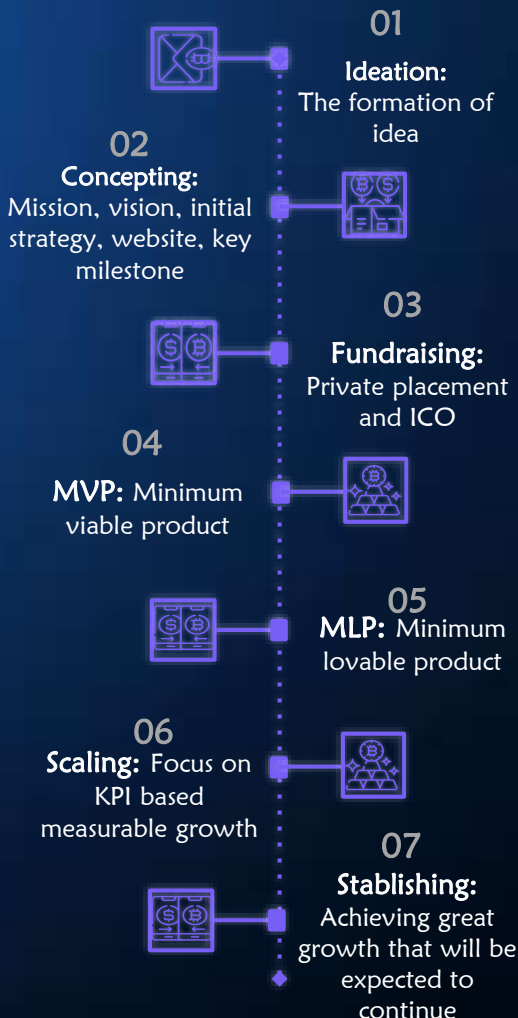 01
Ideation:
The formation of
idea
02
Concepting:
Mission, vision, initial
strategy, website, key
milestone
03
Fundraising:
Private placement
and ICO
04
MVP: Minimum
viable product
05
MLP: Minimum
lovable product
06
Scaling: Focus on
KPI based
measurable growth
07
Stablishing:
Achieving great
growth that will be
expected to
continue